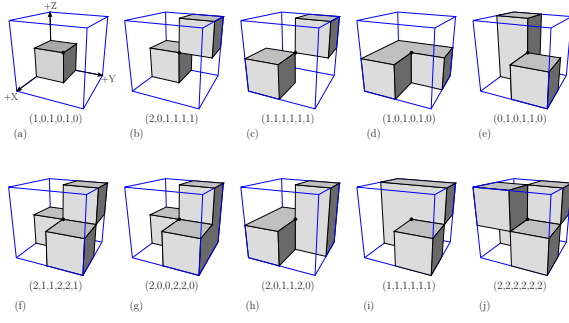 +Z
+Y
+X
(1,0,1,0,1,0)
(2,0,1,1,1,1)
(1,1,1,1,1,1)
(1,0,1,0,1,0)
(0,1,0,1,1,0)
(a)
(b)
(c)
(d)
(e)
(2,1,1,2,2,1)
(2,0,0,2,2,0)
(2,0,1,1,2,0)
(1,1,1,1,1,1)
(2,2,2,2,2,2)
(f)
(g)
(h)
(i)
(j)